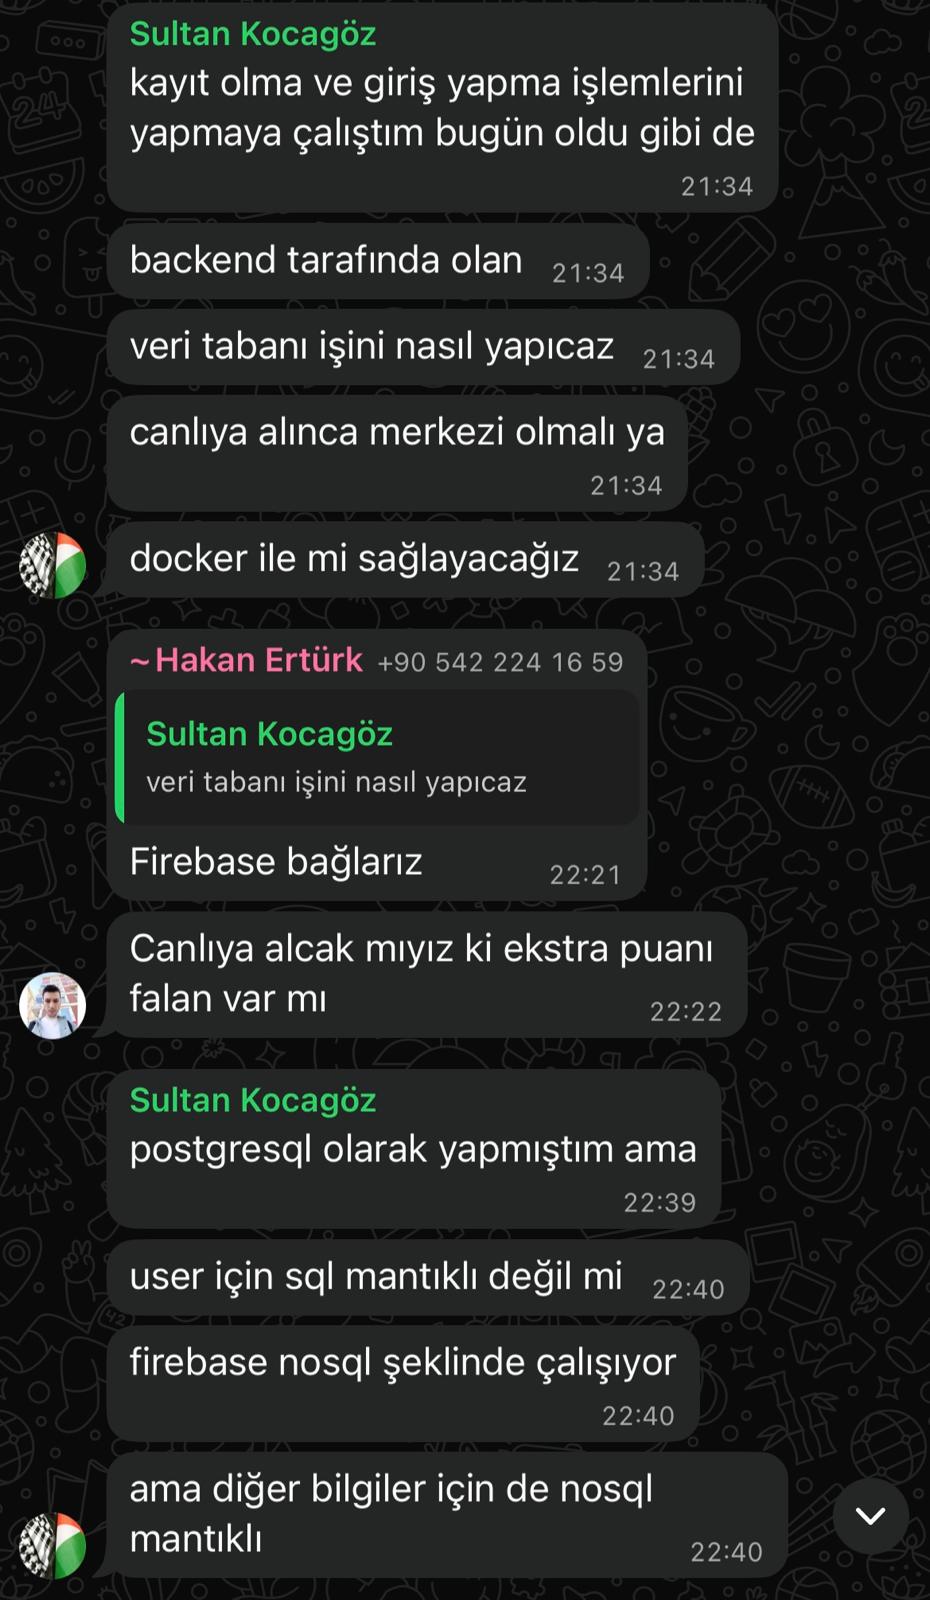 Sultan Kocagöz
kayıt olma ve giriş yapma işlemlerini
yapmaya çalıştım bugün oldu gibi de
21:34
backend tarafında olan 21:34
veri tabanı işini nasıl yapıcaz 21:34
canlıya alınca merkezi olmalı ya
21:34
docker ile mi sağlayacağız 21:34
~Hakan Ertürk +90 542 224 16 59
Sultan Kocagöz
veri tabanı işini nasıl yapıcaz
Firebase bağlarız 22:21
Canlıya alcak mıyız ki ekstra puanı
falan var mı 22:22
Sultan Kocagöz
postgresql olarak yapmıştım ama
22:39
user için sql mantıklı değil mi 22:40
firebase nosql şeklinde çalışıyor
22:40
ama diğer bilgiler için de nosql
mantıklı 22:40